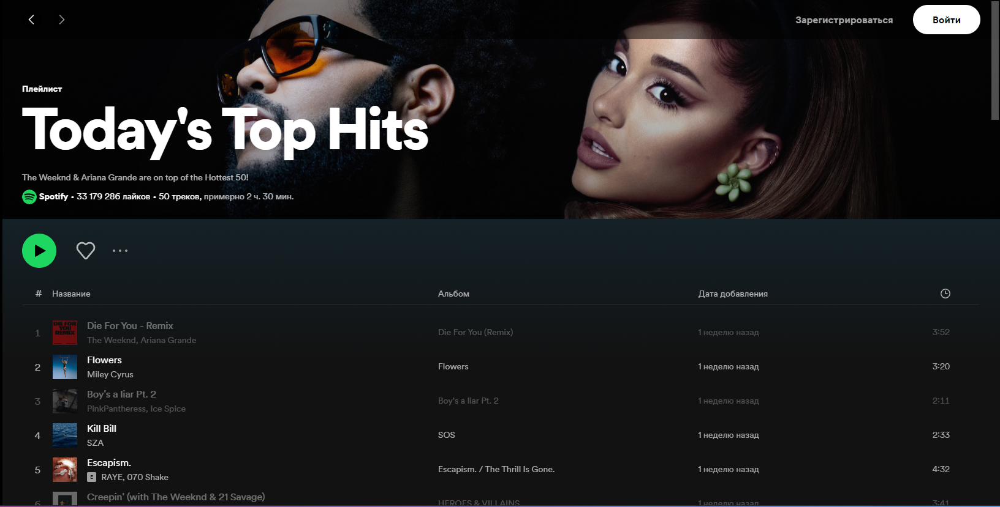 Зарегистрироваться
Войти
Плейлист
Today's Top Hits
The Weeknd & Ariana Grande are on top of the Hottest 50!
Spotify • 33 179 286 лайков • 50 треков, примерно 2 ч. 30 мин.
# Название Альбом Дата добавления
DIE FOR
YOU
REMIX
1 Die For You - Remix
The Weeknd, Ariana Grande
Die For You (Remix) 1 неделю назад 3:52
2 Flowers
Miley Cyrus
Flowers 1 неделю назад 3:20
3 Boy's a liar Pt. 2
PinkPantheress, Ice Spice
Boy's a liar Pt. 2 1 неделю назад 2:11
4 Kill Bill
SZA
SOS 1 неделю назад 2:33
5 Escapism.
E RAYE, 070 Shake
Escapism. / The Thrill Is Gone. 1 неделю назад 4:32
6 Creepin' (with The Weeknd & 21 Savage)
HEROES & VILLAINS 1 неделю назад 3:41